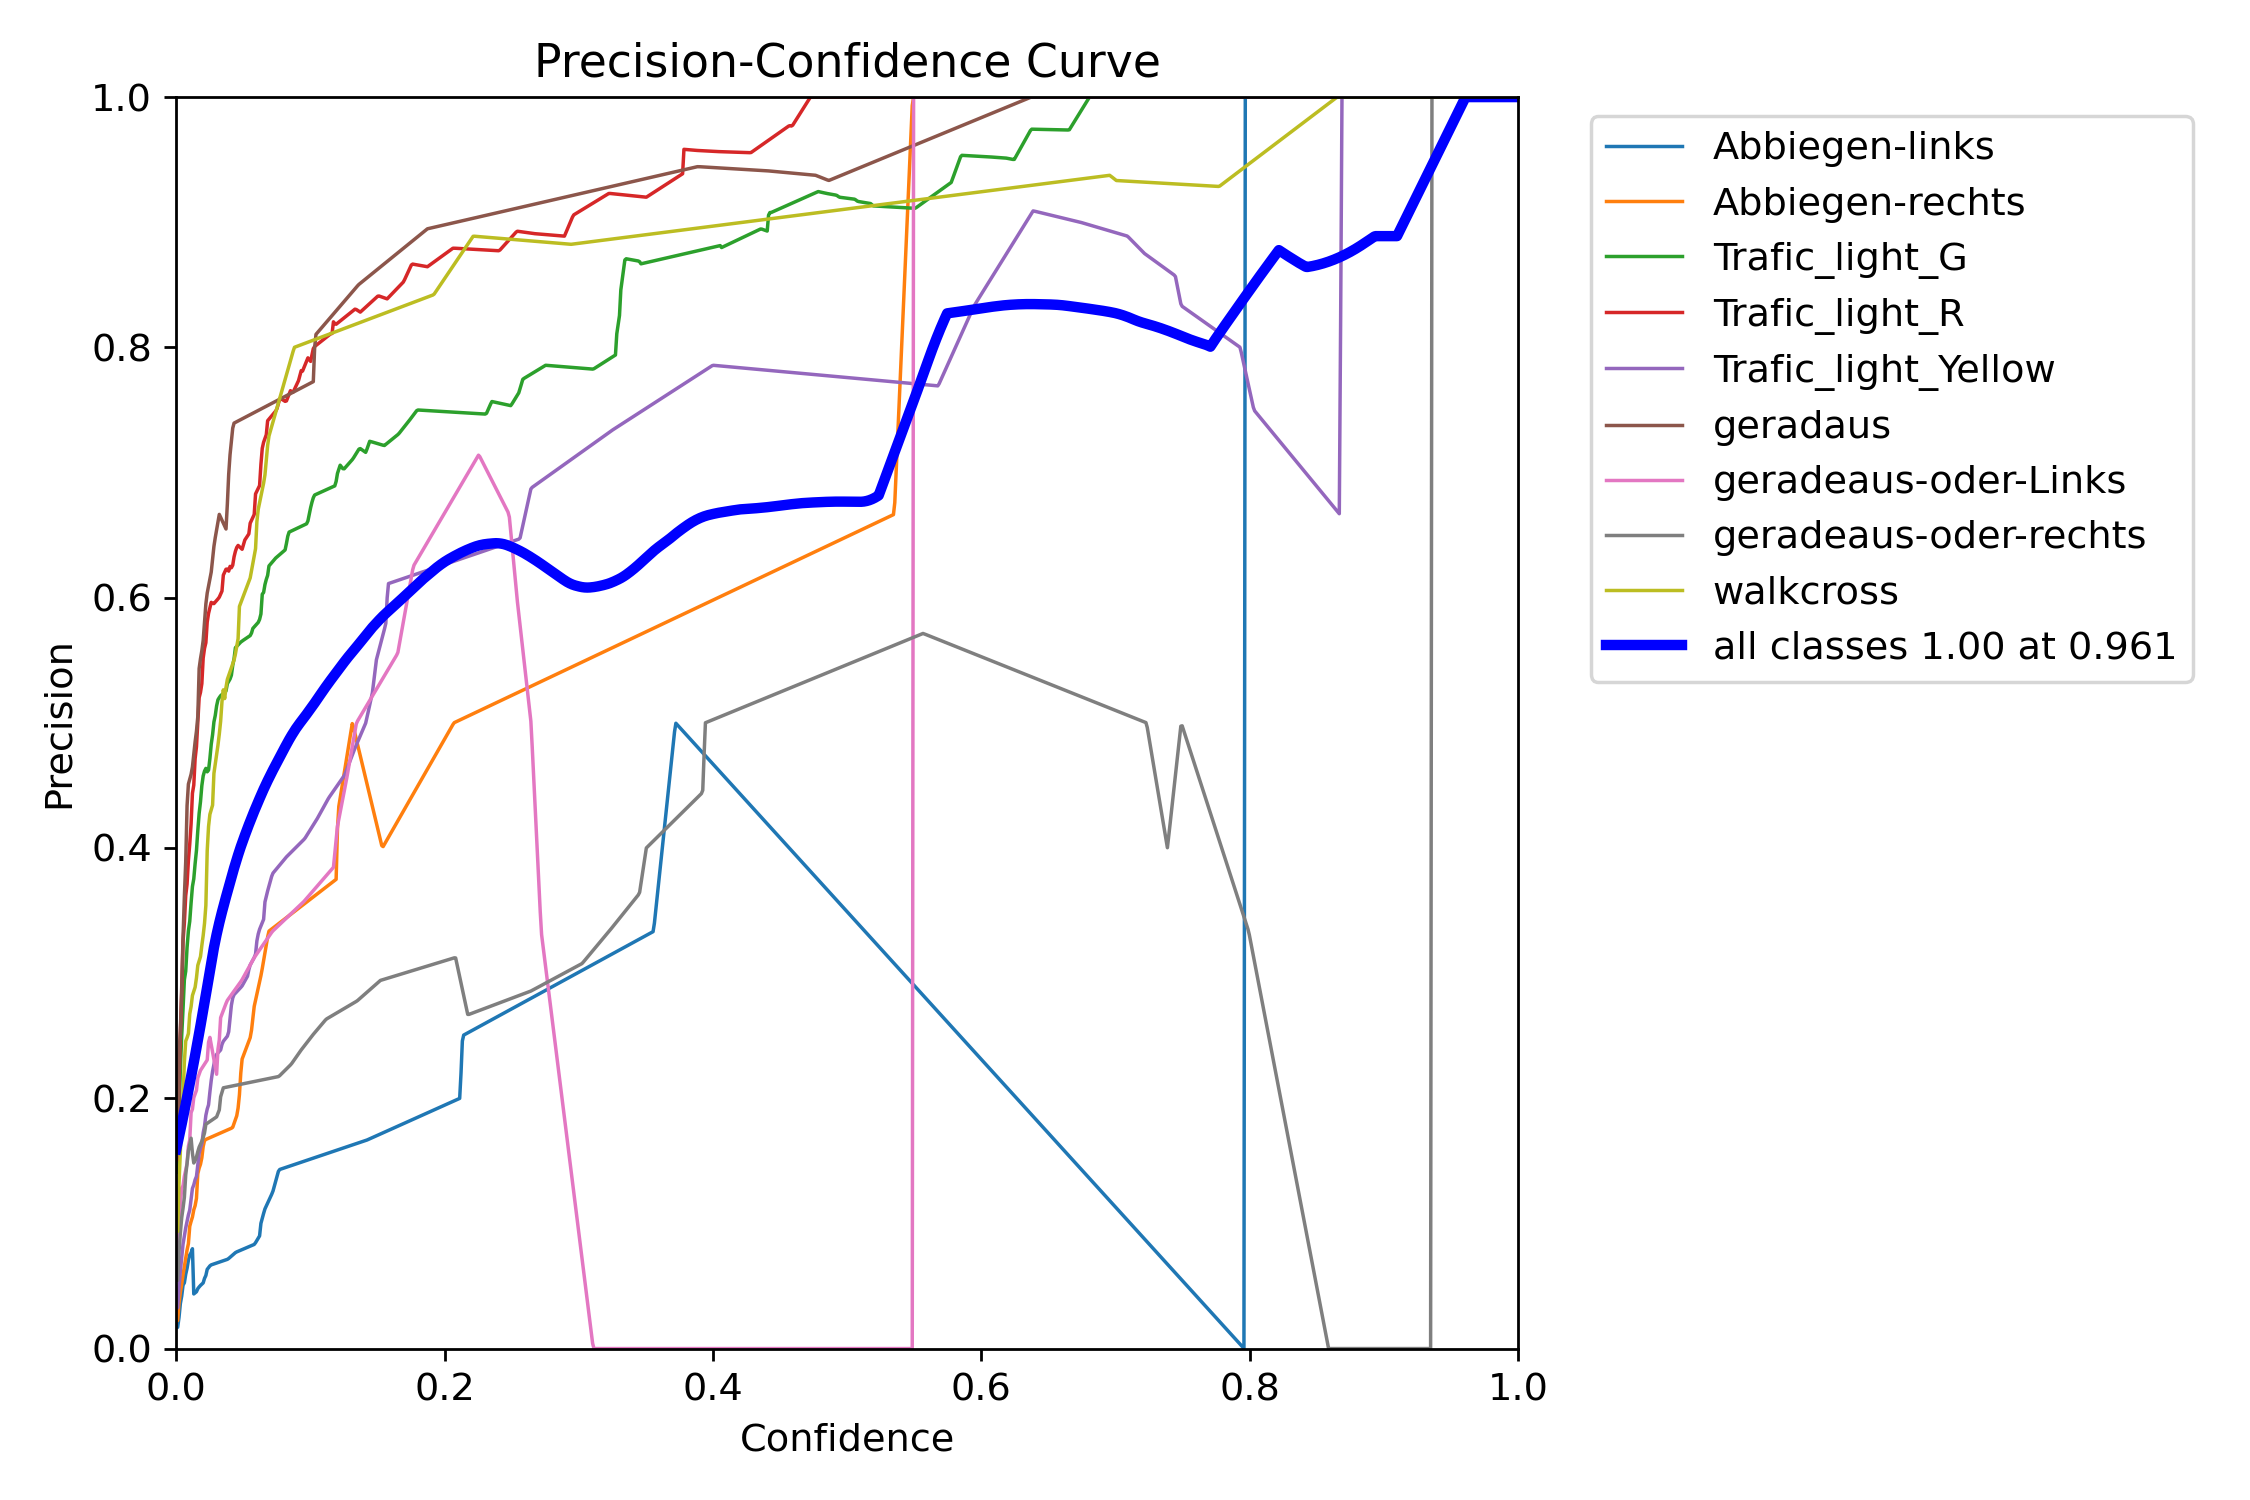 Precision-Confidence Curve
1.0
0.8
0.6
0.4
0.2
0.0
Precision
0.0 0.2 0.4 0.6 0.8 1.0
Confidence
Abbiegen-links
Abbiegen-rechts
Trafic_light_G
Trafic_light_R
Trafic_light_Yellow
geradaus
geradeaus-oder-Links
geradeaus-oder-rechts
walkcross
all classes 1.00 at 0.961